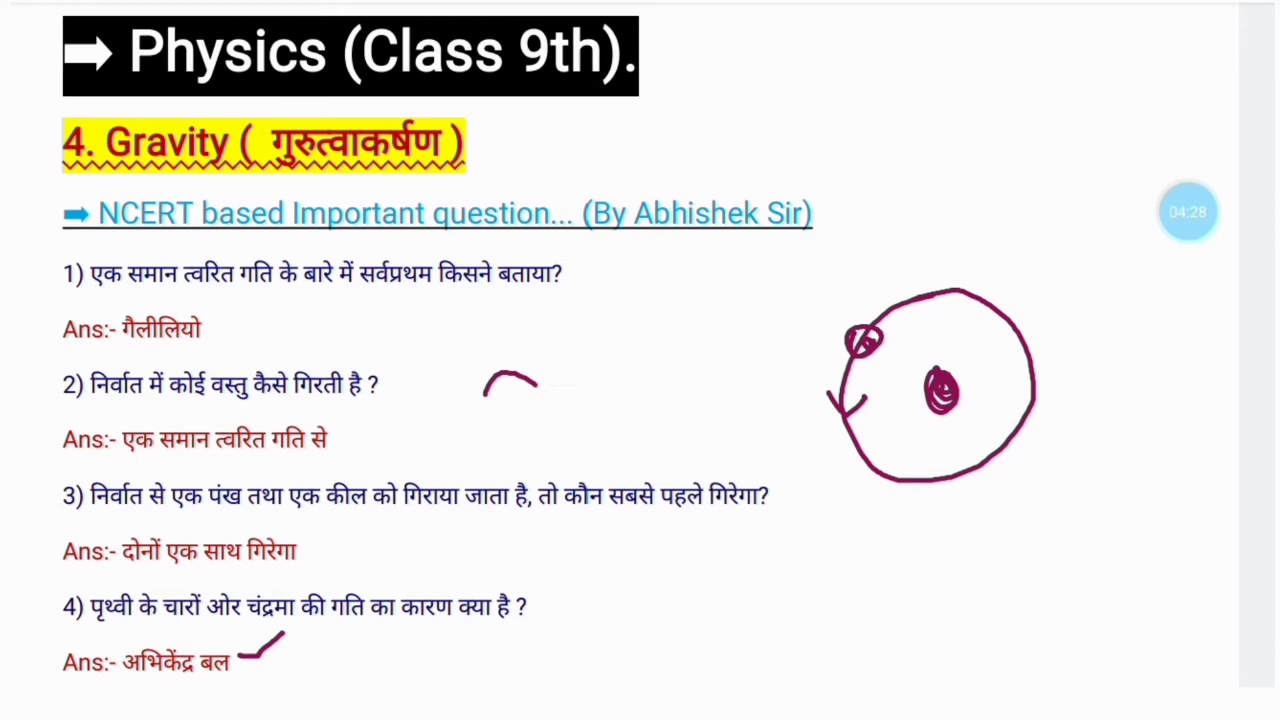 ➡ Physics (Class 9th).
4. Gravity ( गुरुत्वाकर्षण )
➡ NCERT based Important question... (By Abhishek Sir)
04:28
1) एक समान त्वरित गति के बारे में सर्वप्रथम किसने बताया?
Ans:- गैलीलियो
2) निर्वात में कोई वस्तु कैसे गिरती है ?
Ans:- एक समान त्वरित गति से
3) निर्वात से एक पंख तथा एक कील को गिराया जाता है, तो कौन सबसे पहले गिरेगा?
Ans:- दोनों एक साथ गिरेगा
4) पृथ्वी के चारों ओर चंद्रमा की गति का कारण क्या है ?
Ans:- अभिकेंद्र बल